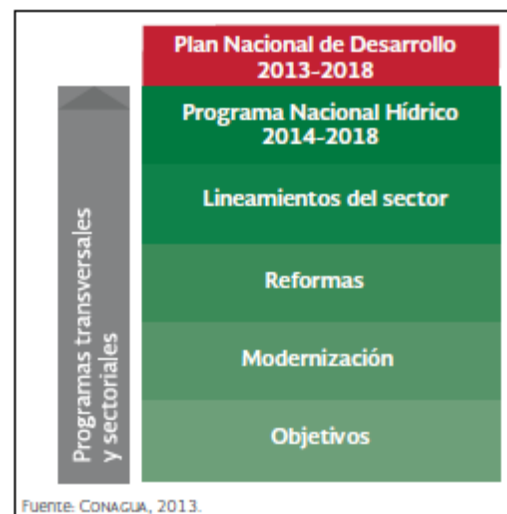 Plan Nacional de Desarrollo
2013-2018
Programa Nacional Hídrico
2014-2018
Lineamientos del sector
Reformas
Modernización
Objetivos
Programas transversales
y sectoriales
Fuente: CONAGUA, 2013.